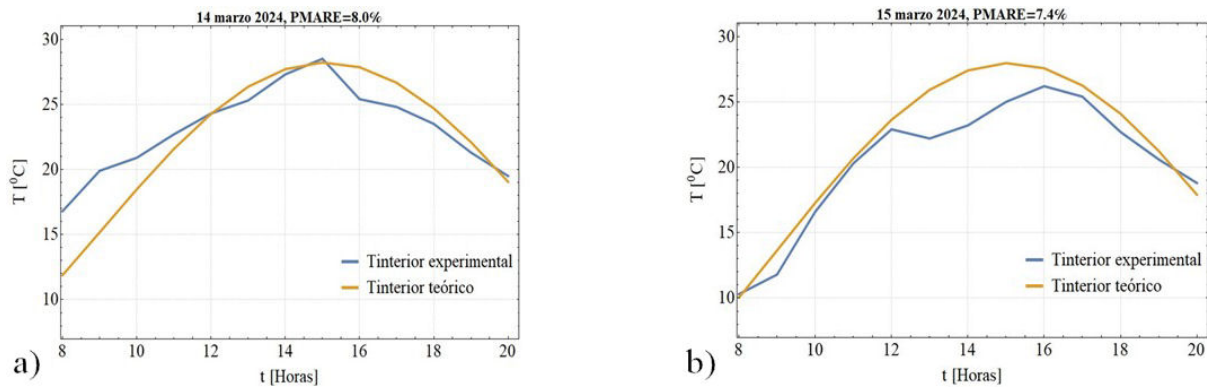 14 marzo 2024, PMARE=8.0%
30
25
20
15
10
T [ºC]
Tinterior experimental
Tinterior teórico
8 10 12 14 16 18 20
t [Horas]
a)
15 marzo 2024, PMARE=7.4%
30
25
20
15
10
T [ºC]
Tinterior experimental
Tinterior teórico
8 10 12 14 16 18 20
t [Horas]
b)